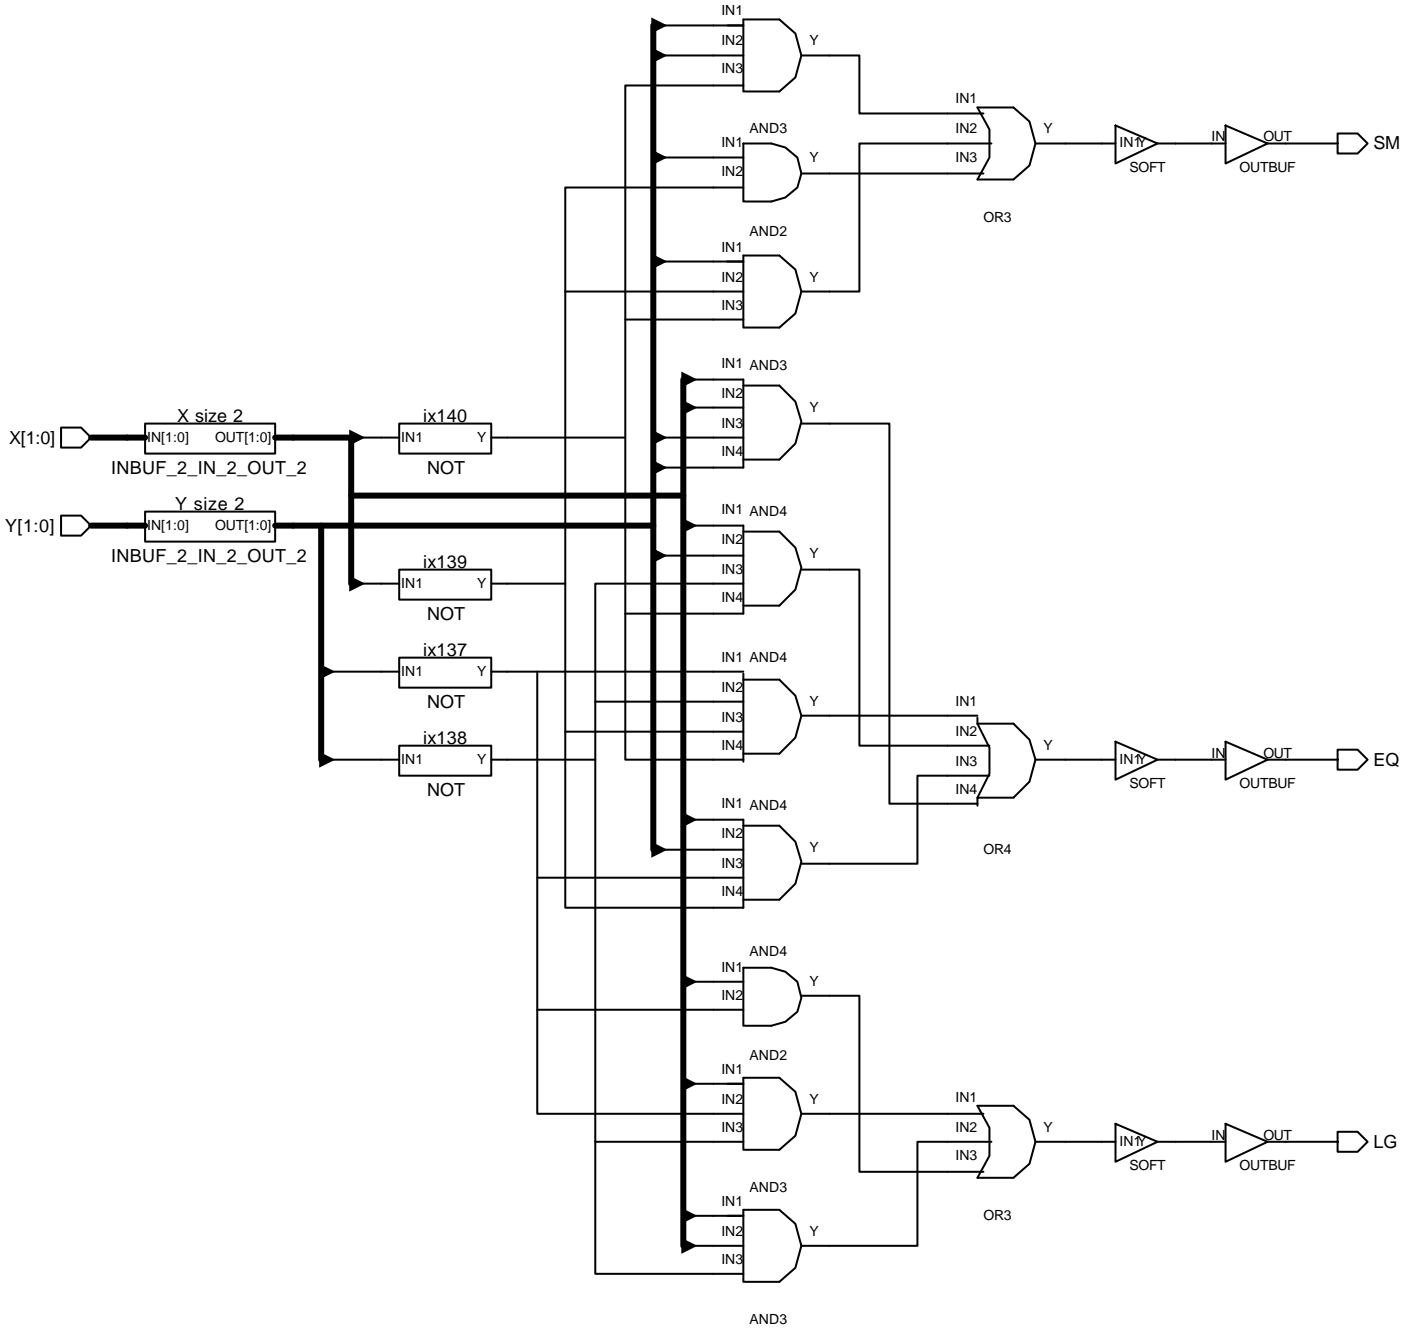 IN1
IN2 Y
IN3
IN1
AND3
IN2 Y
IN1 Y IN IN1Y OUT SM
IN3
IN2 SOFT OUTBUF
OR3
AND2
IN1
IN2 Y
IN3
IN1 AND3
IN2
Y
X size 2 ix140
IN3
X[1:0] IN[1:0] OUT[1:0] IN1 Y
IN4
INBUF_2_IN_2_OUT_2 NOT
Y size 2
IN1 AND4
Y[1:0] IN[1:0] OUT[1:0]
IN2
INBUF_2_IN_2_OUT_2
ix139 IN3 Y
IN1 Y
IN4
NOT
ix137 IN1 AND4
IN1 Y
IN2
NOT Y IN1
IN3
IN2
ix138 IN4 Y
IN1 Y IN3 IN1Y IN OUT EQ
NOT IN4 SOFT OUTBUF
IN1 AND4
IN2
Y OR4
IN3
IN4
AND4
IN1
Y
IN2
AND2
IN1
IN2 Y IN1
IN3 IN2 Y
IN3 IN1Y IN OUT LG
SOFT OUTBUF
AND3
IN1
OR3
IN2 Y
IN3
AND3